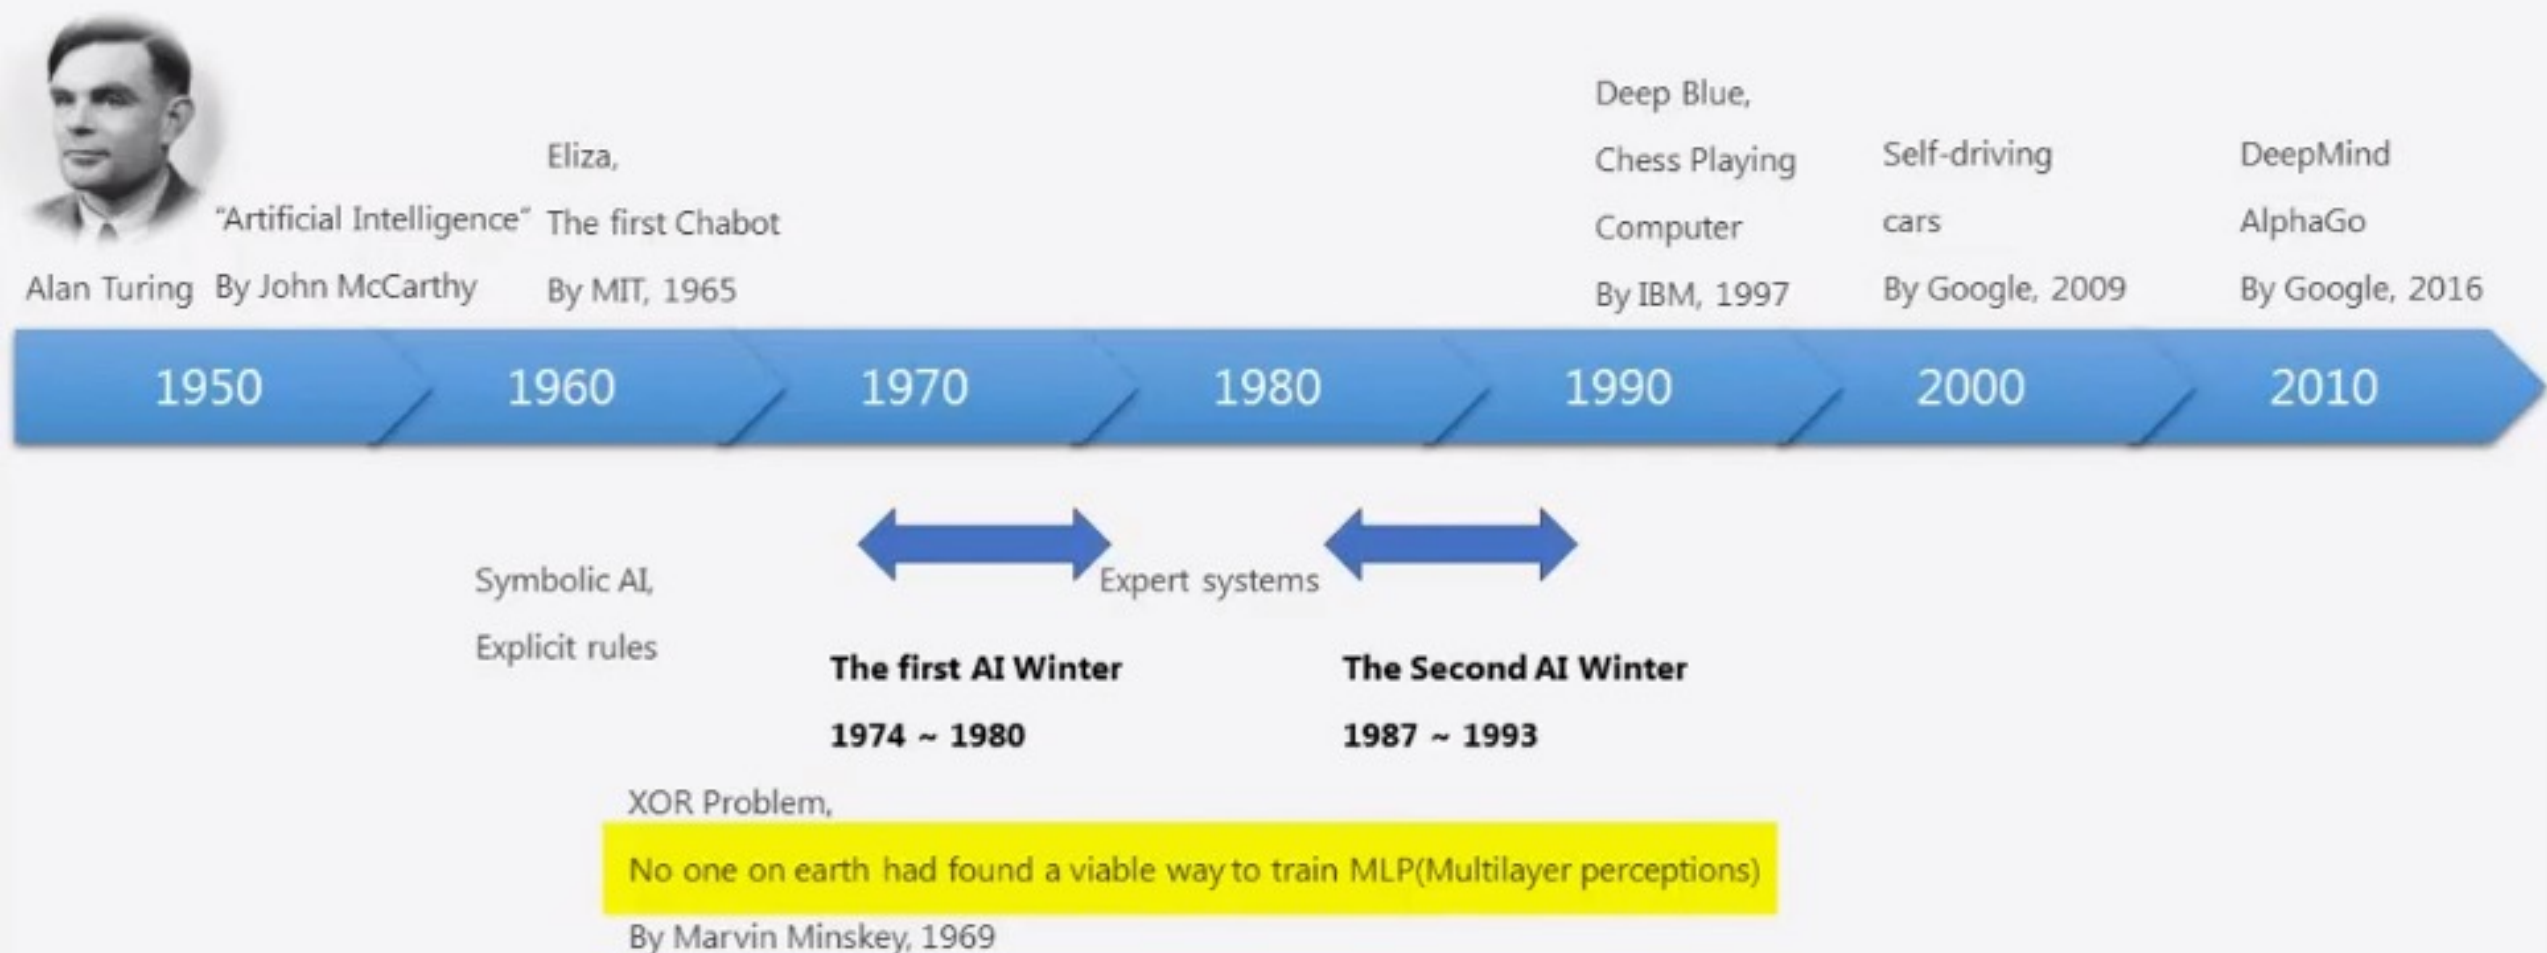 Alan Turing
"Artificial Intelligence"
By John McCarthy
Eliza,
The first Chabot
By MIT, 1965
Deep Blue,
Chess Playing
Computer
By IBM, 1997
Self-driving
cars
By Google, 2009
DeepMind
AlphaGo
By Google, 2016
1950 1960 1970 1980 1990 2000 2010
Symbolic AI,
Explicit rules
The first AI Winter
1974 ~ 1980
Expert systems
The Second AI Winter
1987 ~ 1993
XOR Problem,
No one on earth had found a viable way to train MLP(Multilayer perceptions)
By Marvin Minskey, 1969